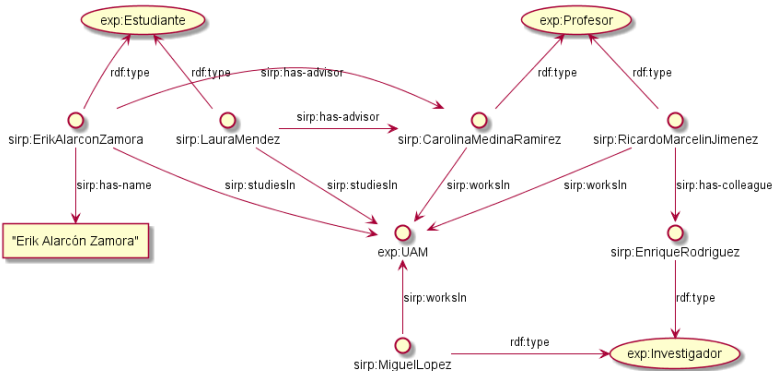 exp:Estudiante
exp:Profesor
rdf:type
rdf:type
sirp:has-advisor
rdf:type
rdf:type
sirp:has-advisor
sirp:ErikAlarconZamora
sirp:LauraMendez
sirp:CarolinaMedinaRamirez
sirp:RicardoMarcelinJimenez
sirp:has-name
sirp:studiesIn
sirp:studiesIn
sirp:worksIn
sirp:worksIn
sirp:has-colleague
"Erik Alarcón Zamora"
exp:UAM
sirp:EnriqueRodriguez
sirp:worksIn
rdf:type
rdf:type
sirp:MiguelLopez
exp:Investigador